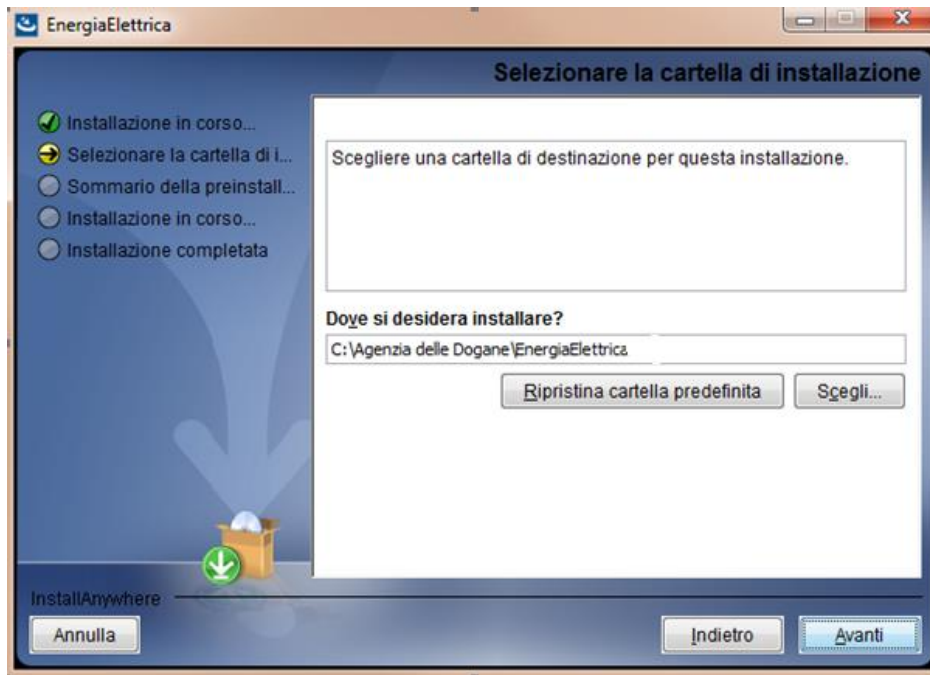 EnergiaElettrica
Selezionare la cartella di installazione
Installazione in corso...
Selezionare la cartella di i...
Sommario della preinstall...
Installazione in corso...
Installazione completata
Scegliere una cartella di destinazione per questa installazione.
Dove si desidera installare?
C:\Agenzia delle Dogane\EnergiaElettrica
Ripristina cartella predefinita
Scegli...
InstallAnywhere
Annulla
Indietro
Avanti